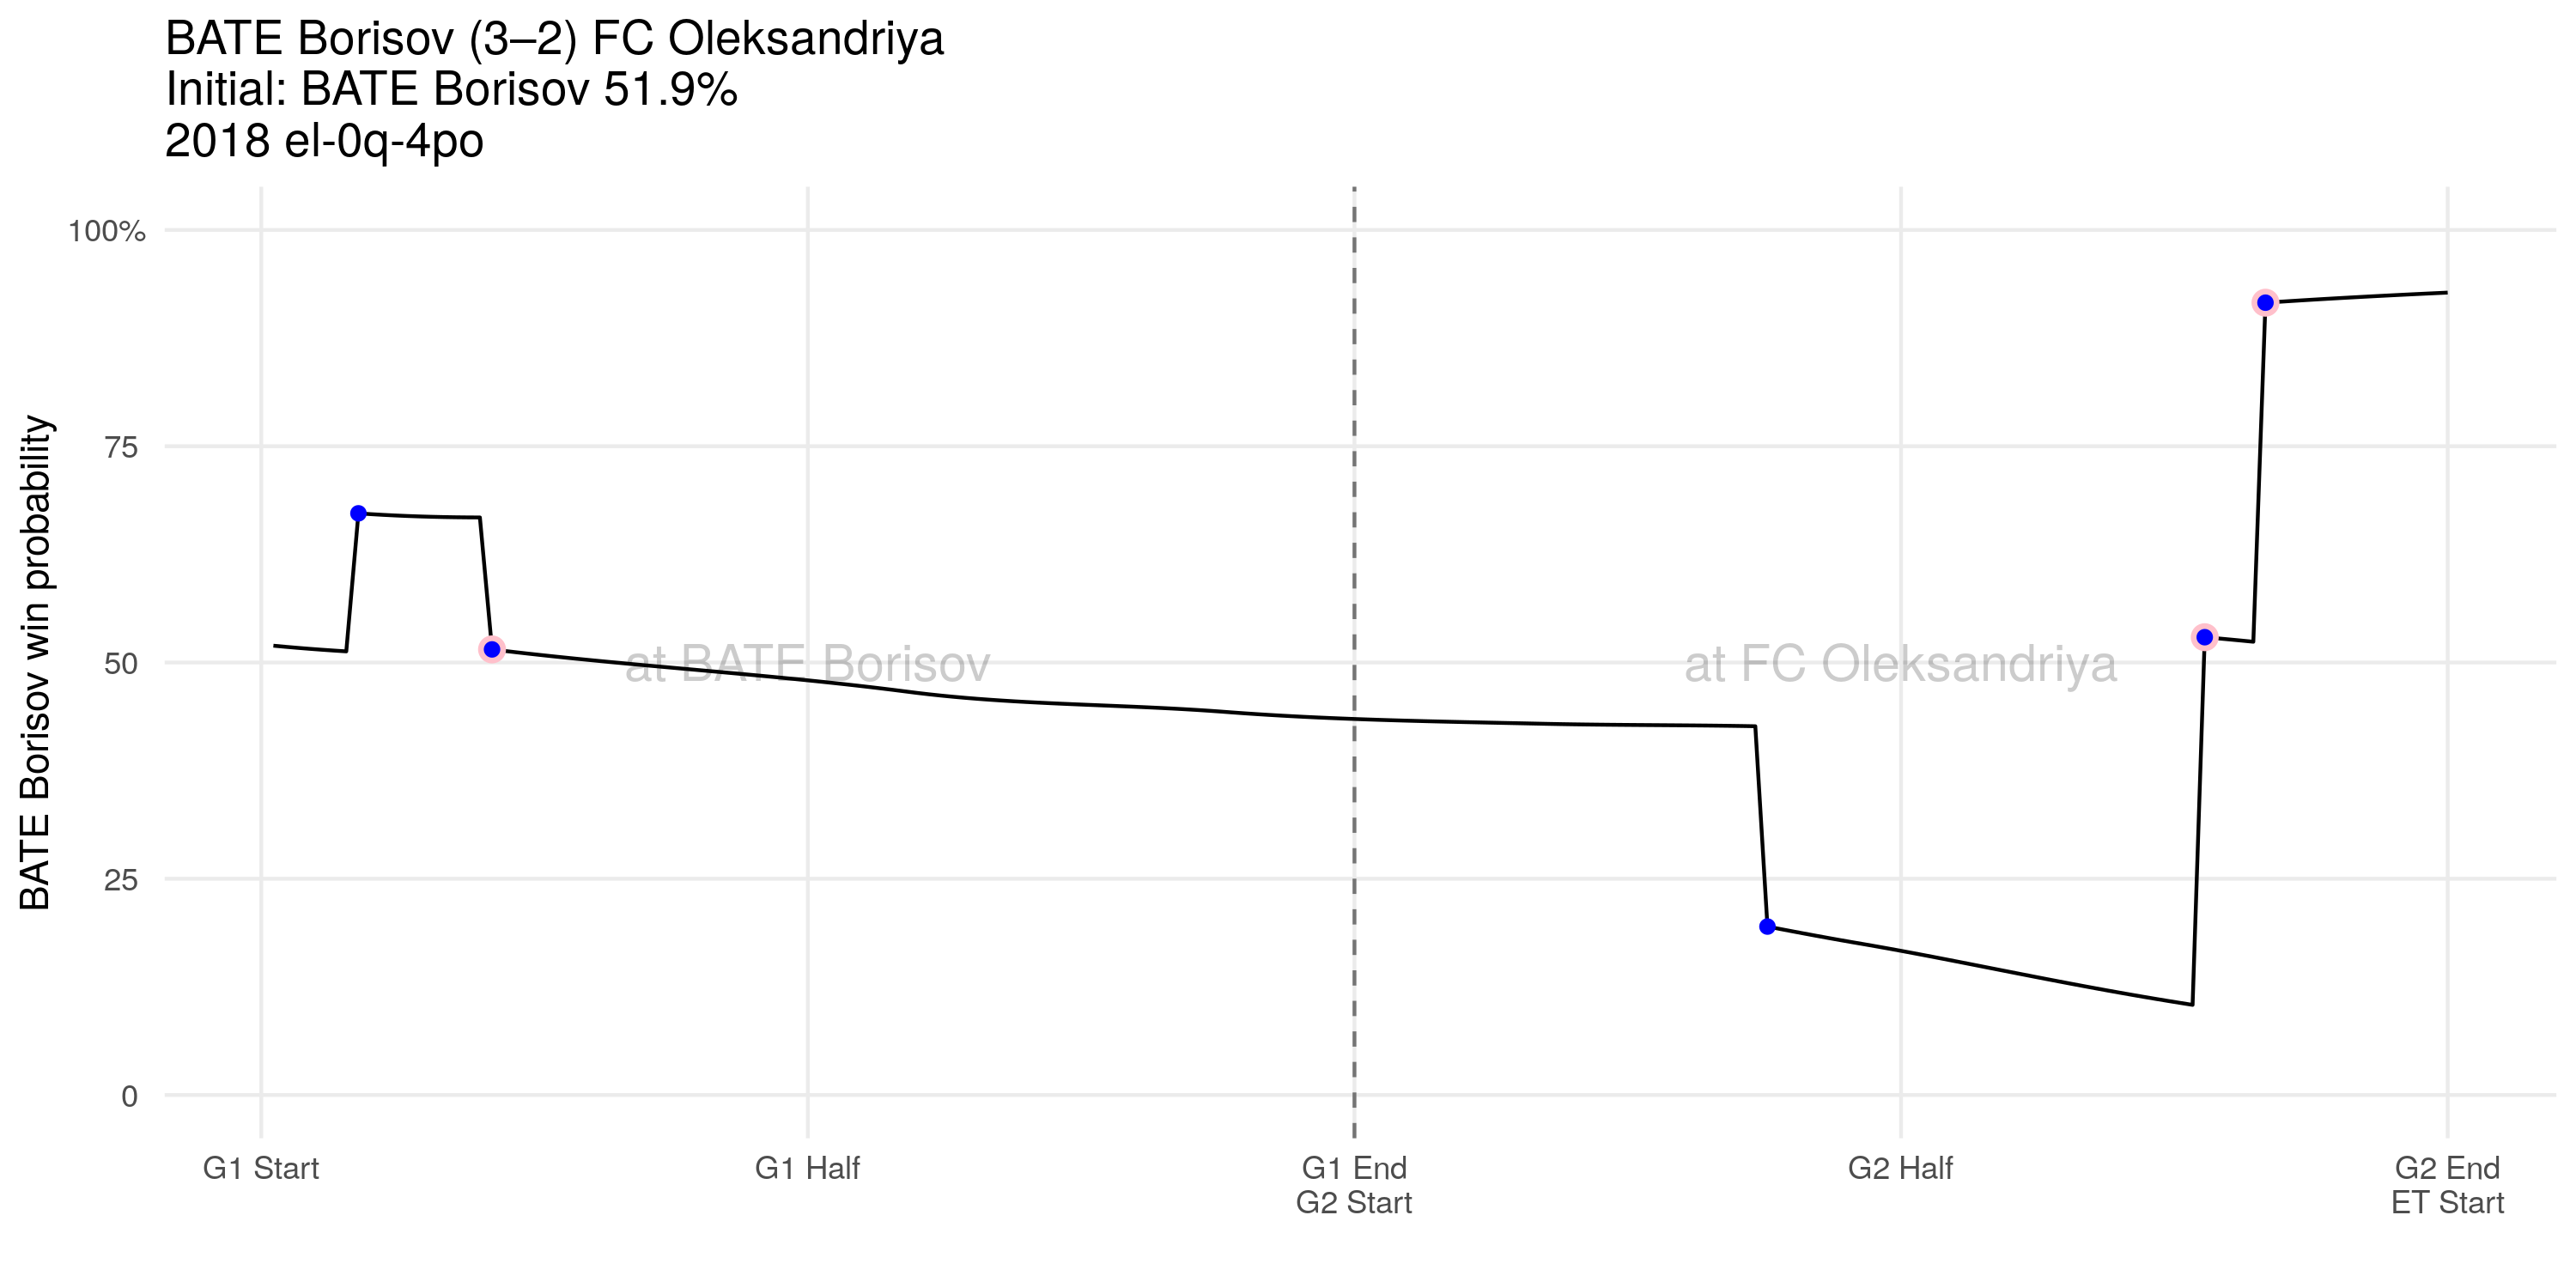 BATE Borisov (3–2) FC Oleksandriya
Initial: BATE Borisov 51.9%
2018 el-0q-4po
BATE Borisov win probability
100%
75
50
25
0
at BATE Borisov
at FC Oleksandriya
G1 Start
G1 Half
G1 End
G2 Start
G2 Half
G2 End
ET Start